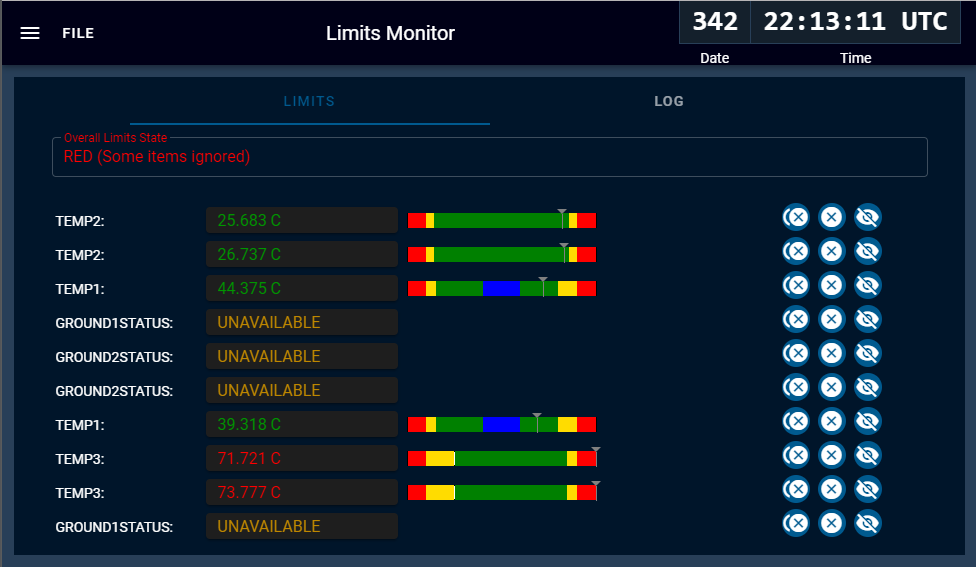 FILE
Limits Monitor
342 22:13:11 UTC
Date Time
LIMITS LOG
Overall Limits State
RED (Some items ignored)
TEMP2: 25.683 C
TEMP2: 26.737 C
TEMP1: 44.375 C
GROUND1STATUS: UNAVAILABLE
GROUND2STATUS: UNAVAILABLE
GROUND2STATUS: UNAVAILABLE
TEMP1: 39.318 C
TEMP3: 71.721 C
TEMP3: 73.777 C
GROUND1STATUS: UNAVAILABLE